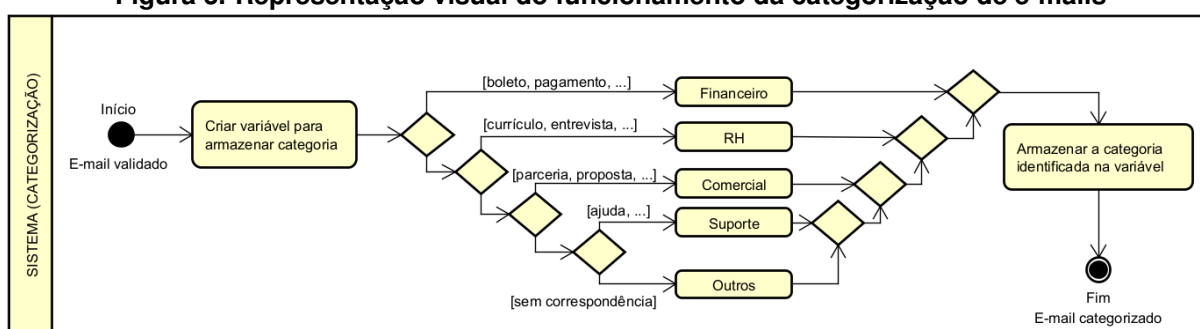 Figura 3. Representação visual do funcionamento da categorização de e-mails
SISTEMA (CATEGORIZAÇÃO)
Início
E-mail validado
Criar variável para
armazenar categoria
[boleto, pagamento, ...]
Financeiro
[currículo, entrevista, ...]
RH
[parceria, proposta, ...]
Comercial
[ajuda, ...]
Suporte
[sem correspondência]
Outros
Armazenar a categoria
identificada na variável
Fim
E-mail categorizado